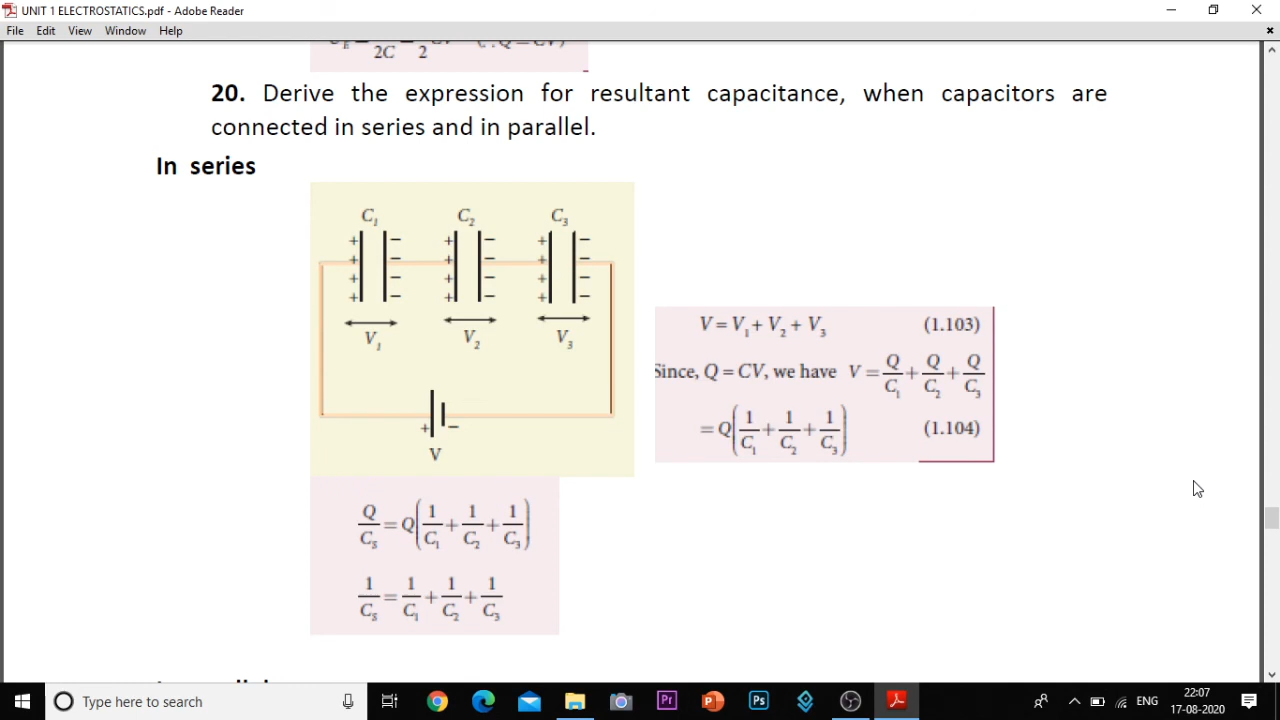 UNIT 1 ELECTROSTATICS.pdf - Adobe Reader
File Edit View Window Help
2C 2
20. Derive the expression for resultant capacitance, when capacitors are
connected in series and in parallel.
In series
C₁ C₂ C₃
+ − + − + −
+ − + − + −
+ − + − + −
+ − + − + −
V₁ V₂ V₃
+ −
V
V = V₁ + V₂ + V₃ (1.103)
Since, Q = CV, we have V = Q/C₁ + Q/C₂ + Q/C₃
= Q(1/C₁ + 1/C₂ + 1/C₃) (1.104)
Q/Cₛ = Q(1/C₁ + 1/C₂ + 1/C₃)
1/Cₛ = 1/C₁ + 1/C₂ + 1/C₃
Type here to search
Pr
P
Ps
ENG
22:07
17-08-2020